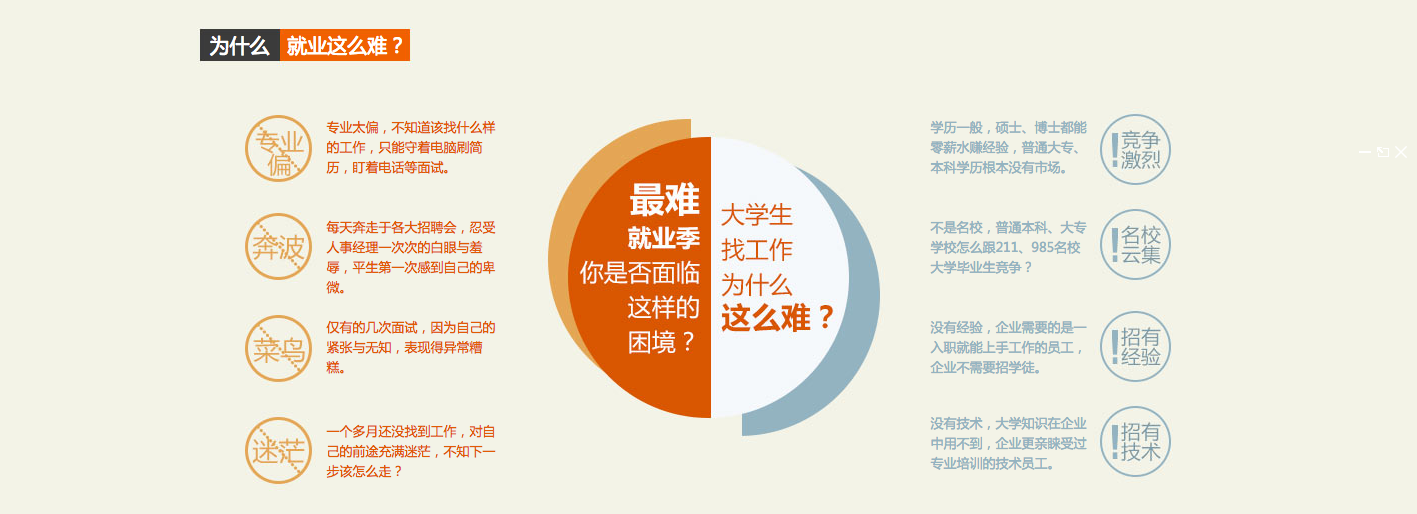 为什么 就业这么难？
专业
偏
专业太偏，不知道该找什么样
的工作，只能守着电脑刷简
历，盯着电话等面试。
奔波
每天奔走于各大招聘会，忍受
人事经理一次次的白眼与羞
辱，平生第一次感到自己的卑
微。
菜鸟
仅有的几次面试，因为自己的
紧张与无知，表现得异常糟
糕。
迷茫
一个多月还没找到工作，对自
己的前途充满迷茫，不知下一
步该怎么走？
最难
就业季
你是否面临
这样的
困境？
大学生
找工作
为什么
这么难？
学历一般，硕士、博士都能
零薪水赚经验，普通大专、
本科学历根本没有市场。
!竞争
激烈
不是名校，普通本科、大专
学校怎么跟211、985名校
大学毕业生竞争？
!名校
云集
没有经验，企业需要的是一
入职就能上手工作的员工，
企业不需要招学徒。
!招有
经验
没有技术，大学知识在企业
中用不到，企业更亲睐受过
专业培训的技术员工。
!招有
技术